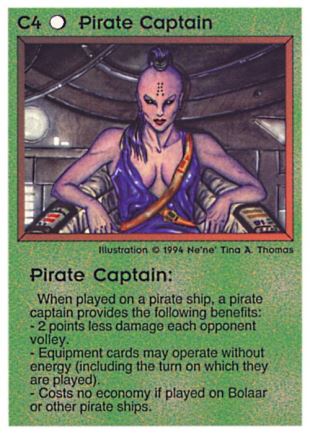 C4 Pirate Captain
Illustration © 1994 Ne'ne' Tina A. Thomas
Pirate Captain:
When played on a pirate ship, a pirate
captain provides the following benefits:
- 2 points less damage each opponent
volley.
- Equipment cards may operate without
energy (including the turn on which they
are played).
- Costs no economy if played on Bolaar
or other pirate ships.